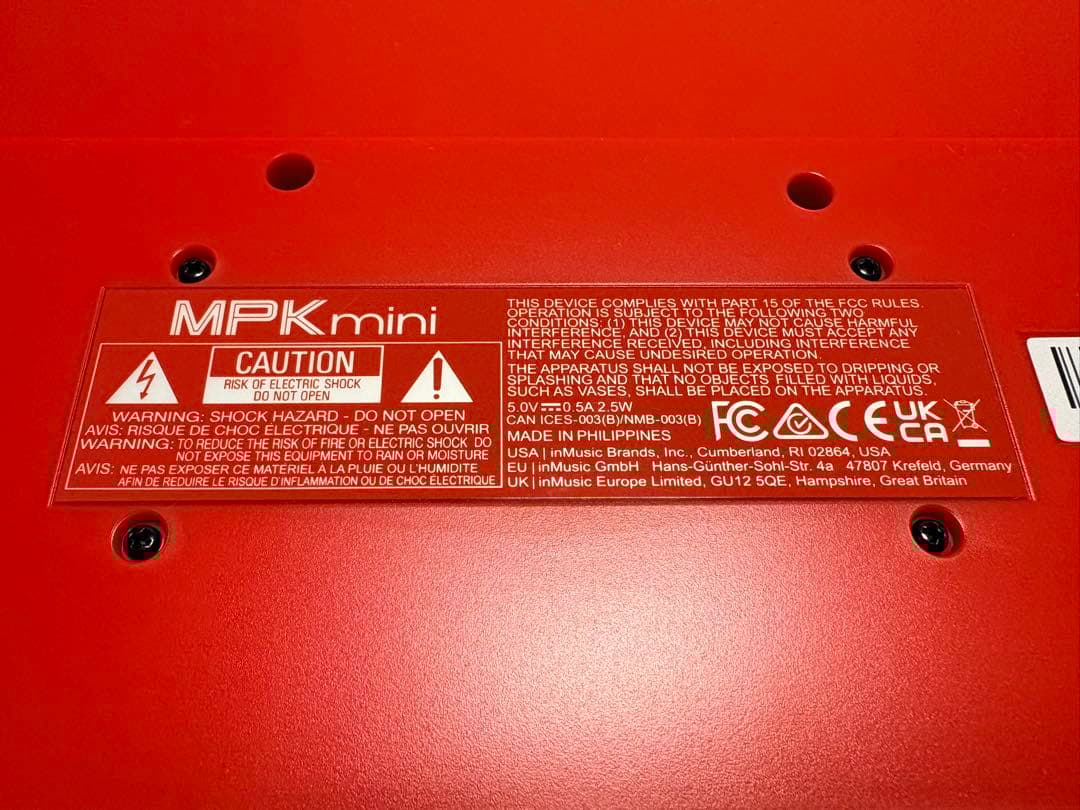 MPK mini
CAUTION
RISK OF ELECTRIC SHOCK
DO NOT OPEN
WARNING: SHOCK HAZARD - DO NOT OPEN
AVIS: RISQUE DE CHOC ELECTRIQUE - NE PAS OUVRIR
WARNING: TO REDUCE THE RISK OF FIRE OR ELECTRIC SHOCK DO
NOT EXPOSE THIS EQUIPMENT TO RAIN OR MOISTURE
AVIS: NE PAS EXPOSER CE MATERIEL À LA PLUIE OU L'HUMIDITE
AFIN DE REDUIRE LE RISQUE D'INFLAMMATION OU DE CHOC ELECTRIQUE
THIS DEVICE COMPLIES WITH PART 15 OF THE FCC RULES.
OPERATION IS SUBJECT TO THE FOLLOWING TWO
CONDITIONS: (1) THIS DEVICE MAY NOT CAUSE HARMFUL
INTERFERENCE, AND (2) THIS DEVICE MUST ACCEPT ANY
INTERFERENCE RECEIVED, INCLUDING INTERFERENCE
THAT MAY CAUSE UNDESIRED OPERATION.
THE APPARATUS SHALL NOT BE EXPOSED TO DRIPPING OR
SPLASHING AND THAT NO OBJECTS FILLED WITH LIQUIDS,
SUCH AS VASES, SHALL BE PLACED ON THE APPARATUS.
5.0V⎓0.5A 2.5W
CAN ICES-003(B)/NMB-003(B)
MADE IN PHILIPPINES
FC CE UK
CA
USA | inMusic Brands, Inc., Cumberland, RI 02864, USA
EU | inMusic GmbH Hans-Günther-Sohl-Str. 4a 47807 Krefeld, Germany
UK | inMusic Europe Limited, GU12 5QE, Hampshire, Great Britain